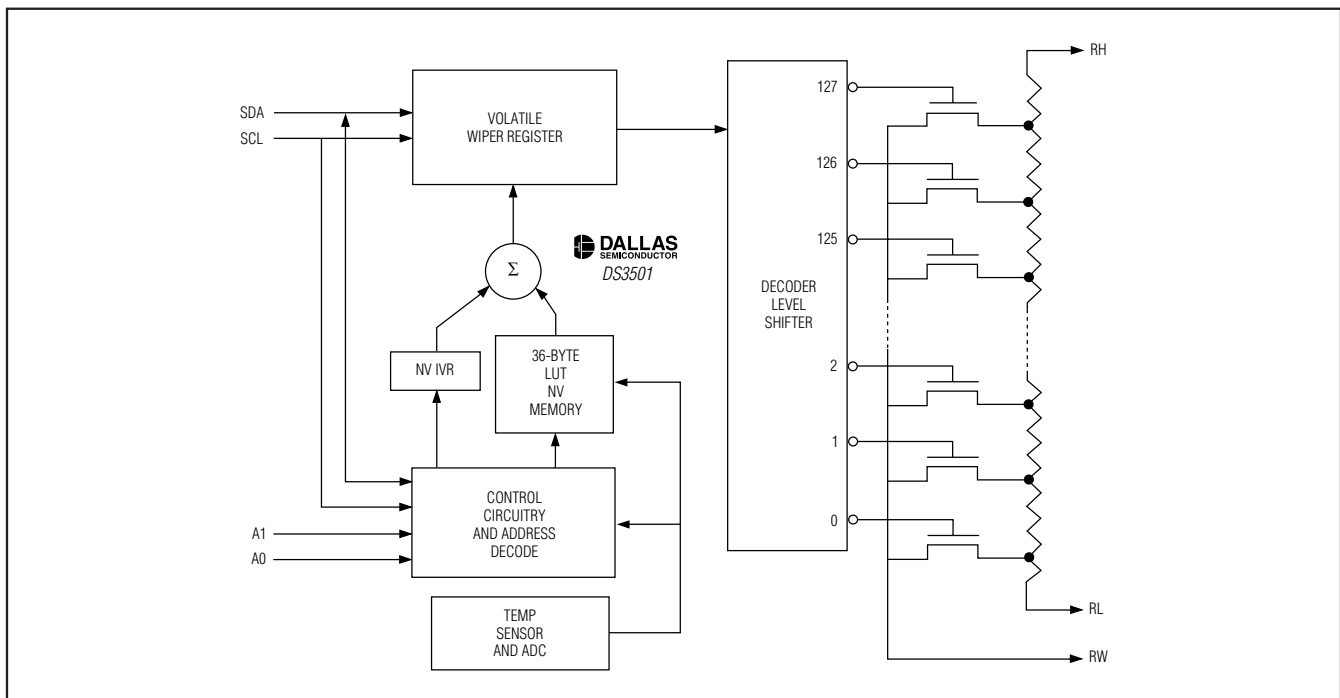 RH
127
SDA
VOLATILE
WIPER REGISTER
SCL
126
125
DALLAS
SEMICONDUCTOR
DS3501
Σ
DECODER
LEVEL
SHIFTER
NV IVR
36-BYTE
LUT
NV
MEMORY
2
1
CONTROL
CIRCUITRY
AND ADDRESS
DECODE
0
A1
A0
TEMP
SENSOR
AND ADC
RL
RW